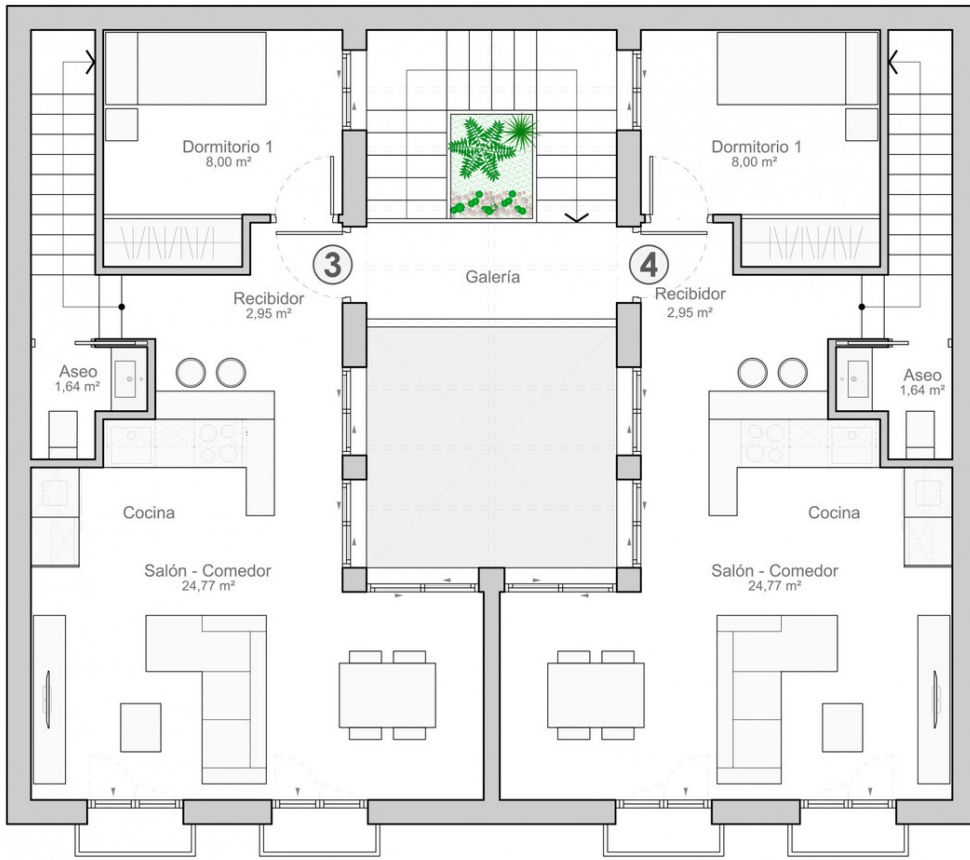 Dormitorio 1
8,00 m²
Dormitorio 1
8,00 m²
3
4
Galería
Recibidor
2,95 m²
Recibidor
2,95 m²
Aseo
1,64 m²
Aseo
1,64 m²
Cocina
Cocina
Salón - Comedor
24,77 m²
Salón - Comedor
24,77 m²